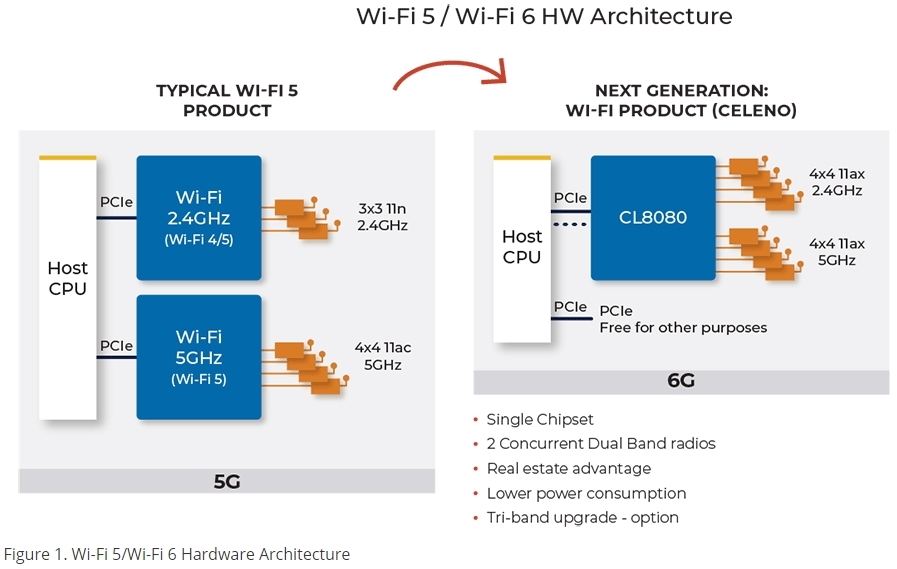 Wi-Fi 5 / Wi-Fi 6 HW Architecture
TYPICAL WI-FI 5
PRODUCT
Host
CPU
PCIe
Wi-Fi
2.4GHz
(Wi-Fi 4/5)
3x3 11n
2.4GHz
PCIe
Wi-Fi
5GHz
(Wi-Fi 5)
4x4 11ac
5GHz
5G
NEXT GENERATION:
WI-FI PRODUCT (CELENO)
Host
CPU
PCIe
CL8080
4x4 11ax
2.4GHz
4x4 11ax
5GHz
PCIe
PCIe
Free for other purposes
6G
• Single Chipset
• 2 Concurrent Dual Band radios
• Real estate advantage
• Lower power consumption
• Tri-band upgrade - option
Figure 1. Wi-Fi 5/Wi-Fi 6 Hardware Architecture